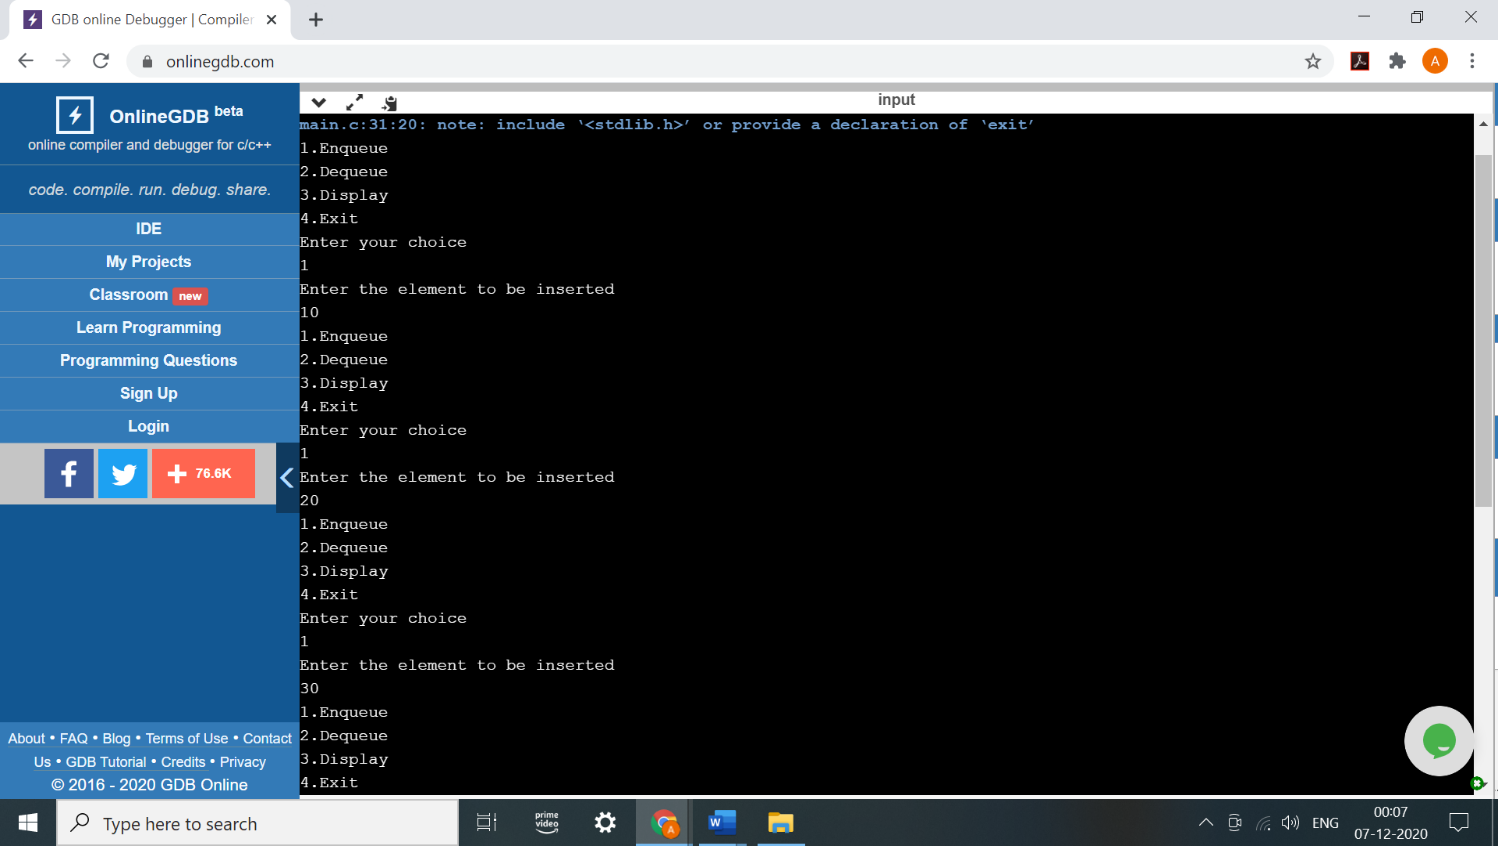 GDB online Debugger | Compiler
onlinegdb.com
A
OnlineGDB beta
online compiler and debugger for c/c++
code. compile. run. debug. share.
IDE
My Projects
Classroom new
Learn Programming
Programming Questions
Sign Up
Login
f
+ 76.6K
About • FAQ • Blog • Terms of Use • Contact
Us • GDB Tutorial • Credits • Privacy
© 2016 - 2020 GDB Online
input
main.c:31:20: note: include ‘<stdlib.h>’ or provide a declaration of ‘exit’
1.Enqueue
2.Dequeue
3.Display
4.Exit
Enter your choice
1
Enter the element to be inserted
10
1.Enqueue
2.Dequeue
3.Display
4.Exit
Enter your choice
1
Enter the element to be inserted
20
1.Enqueue
2.Dequeue
3.Display
4.Exit
Enter your choice
1
Enter the element to be inserted
30
1.Enqueue
2.Dequeue
3.Display
4.Exit
Type here to search
prime
video
A
W
ENG
00:07
07-12-2020